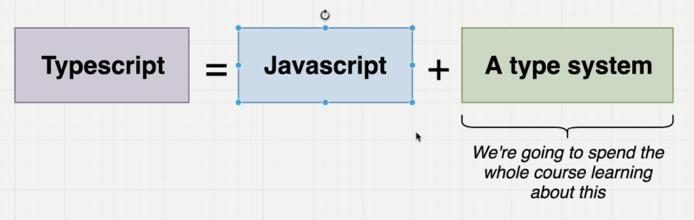 Typescript = Javascript + A type system
We're going to spend the
whole course learning
about this